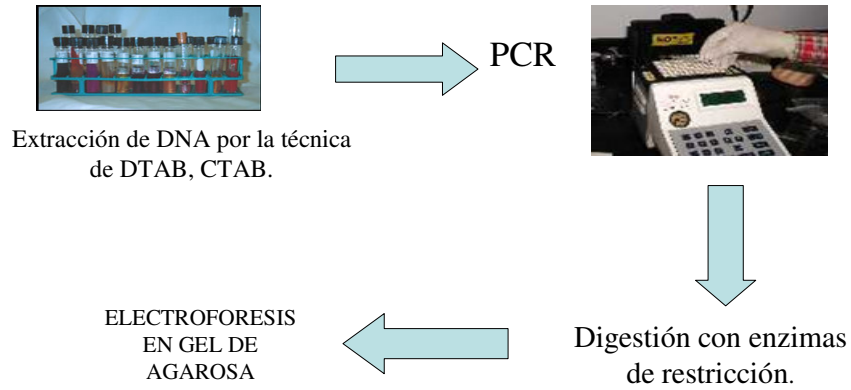 PCR
Extracción de DNA por la técnica
de DTAB, CTAB.
Digestión con enzimas
de restricción.
ELECTROFORESIS
EN GEL DE
AGAROSA